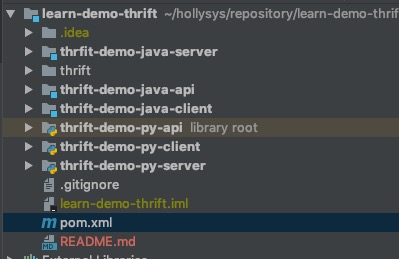 learn-demo-thrift ~/hollysys/repository/learn-demo-thrif
.idea
thrfit-demo-java-server
thrift
thrift-demo-java-api
thrift-demo-java-client
thrift-demo-py-api library root
thrift-demo-py-client
thrift-demo-py-server
.gitignore
learn-demo-thrift.iml
m pom.xml
MD README.md
External Libraries